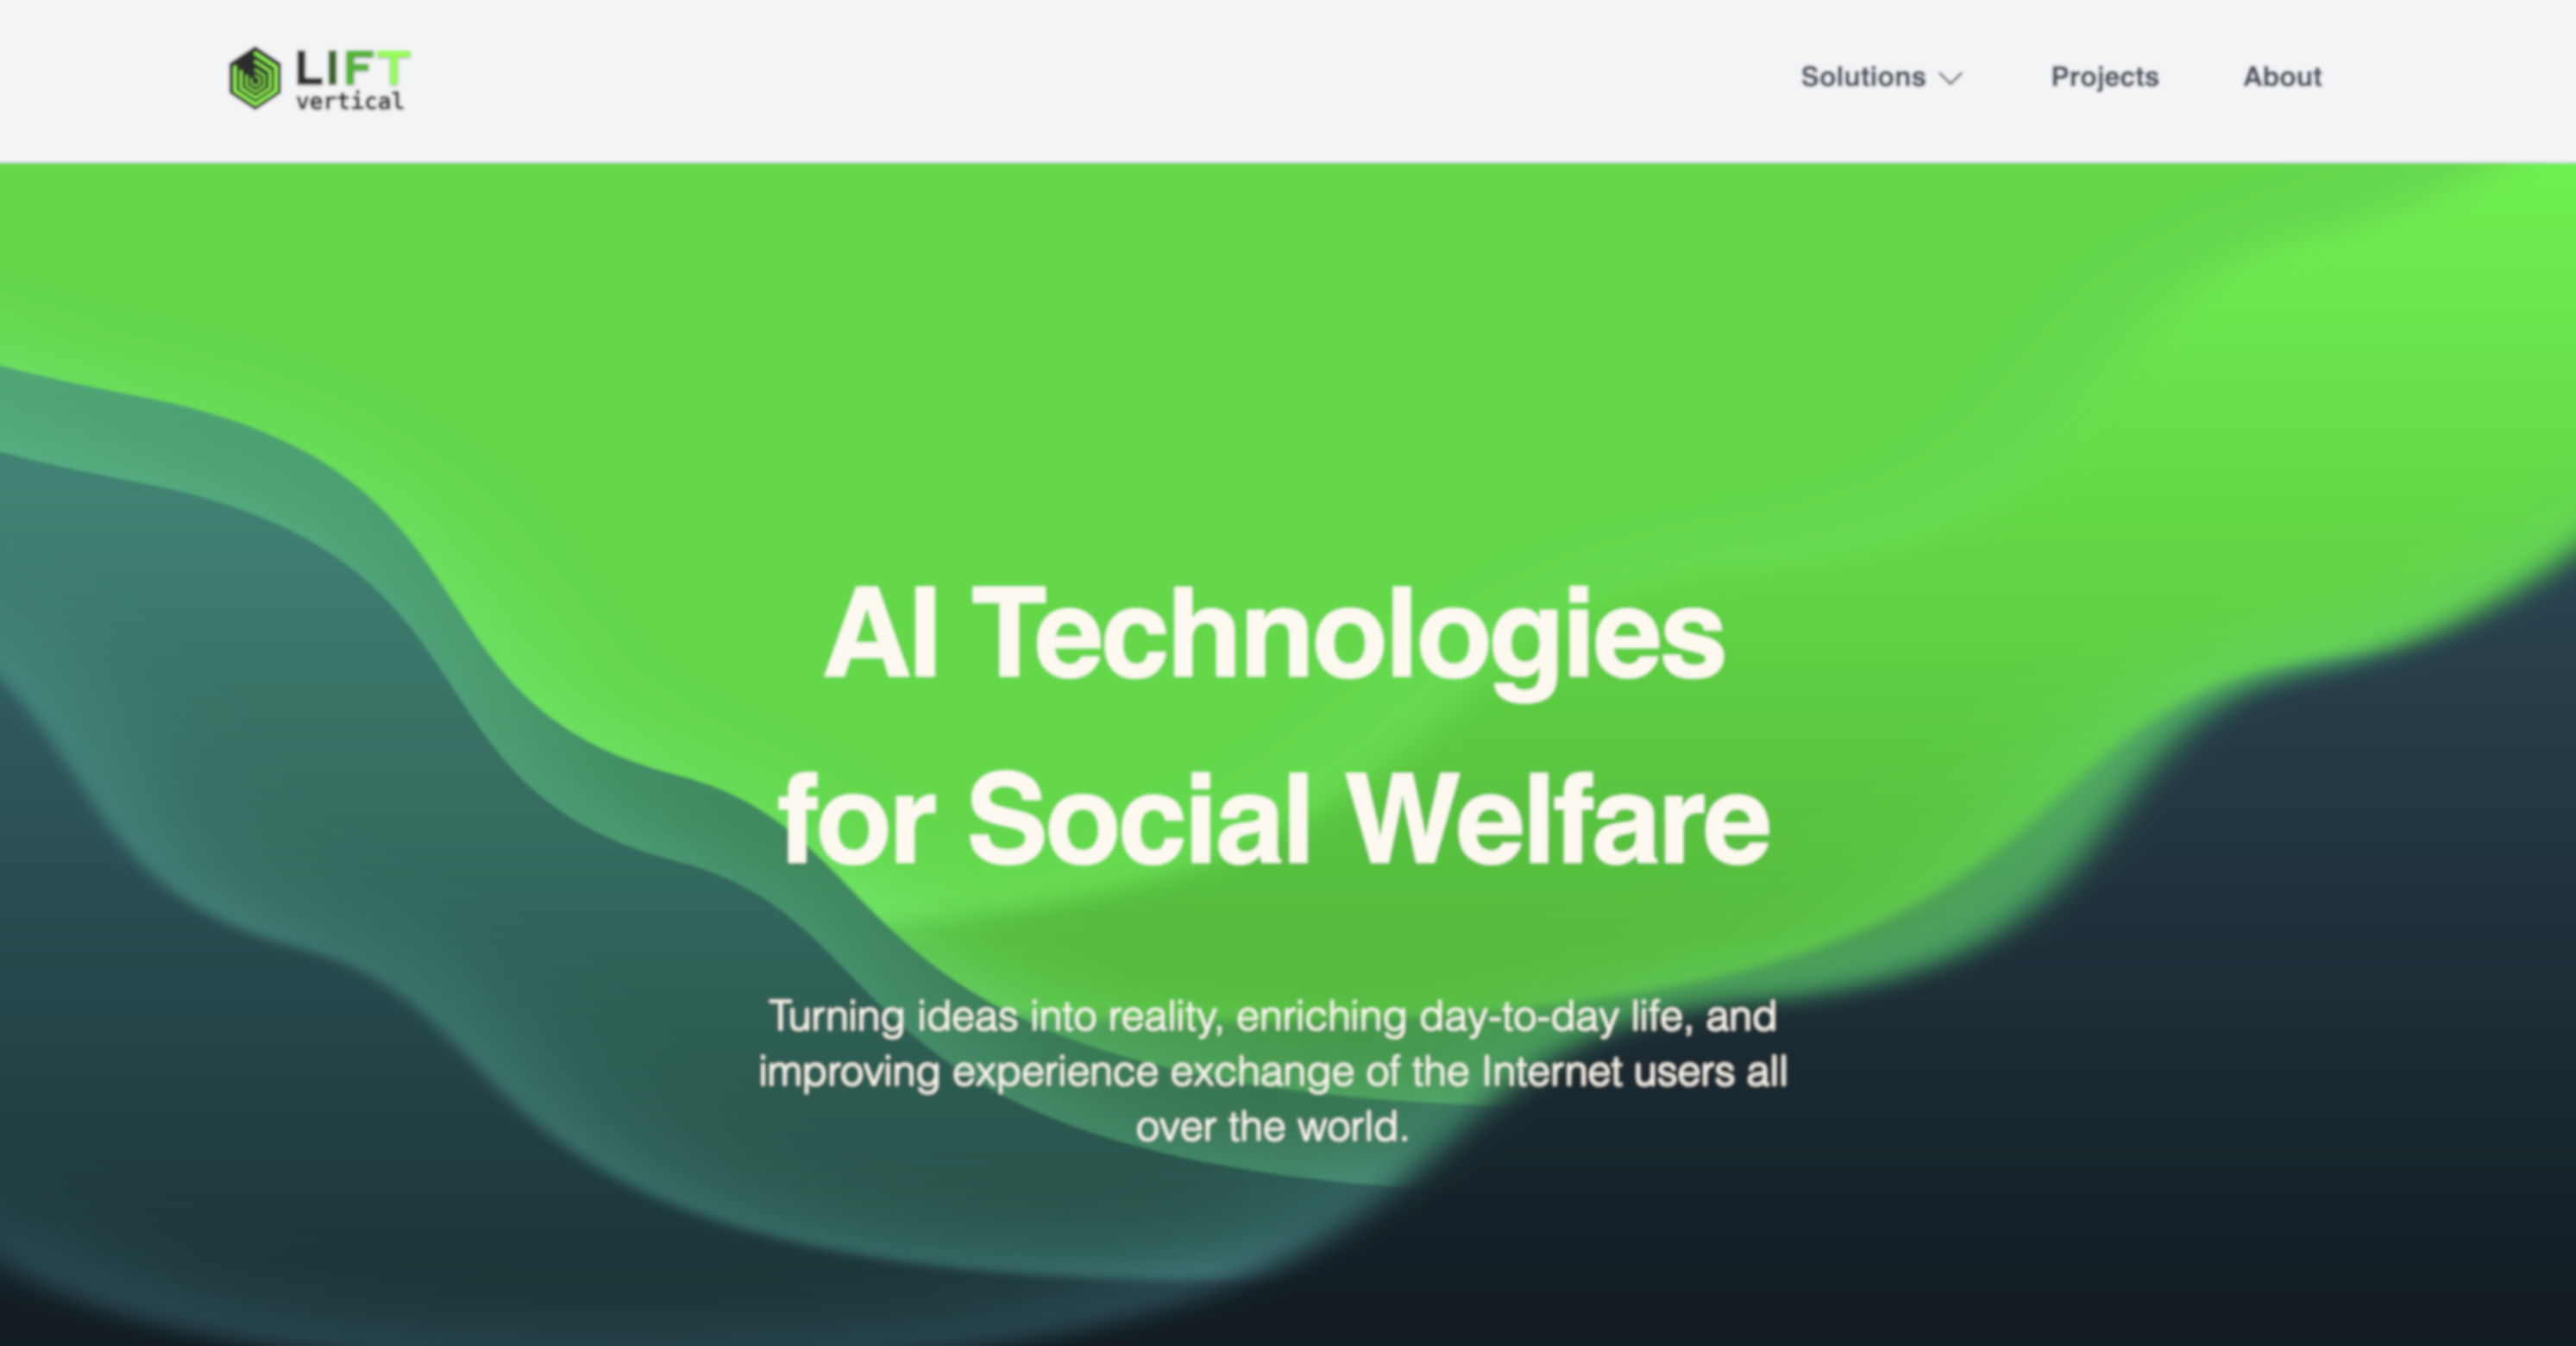 LIFT
vertical
Solutions
Projects
About
AI Technologies
for Social Welfare
Turning ideas into reality, enriching day-to-day life, and
improving experience exchange of the Internet users all
over the world.